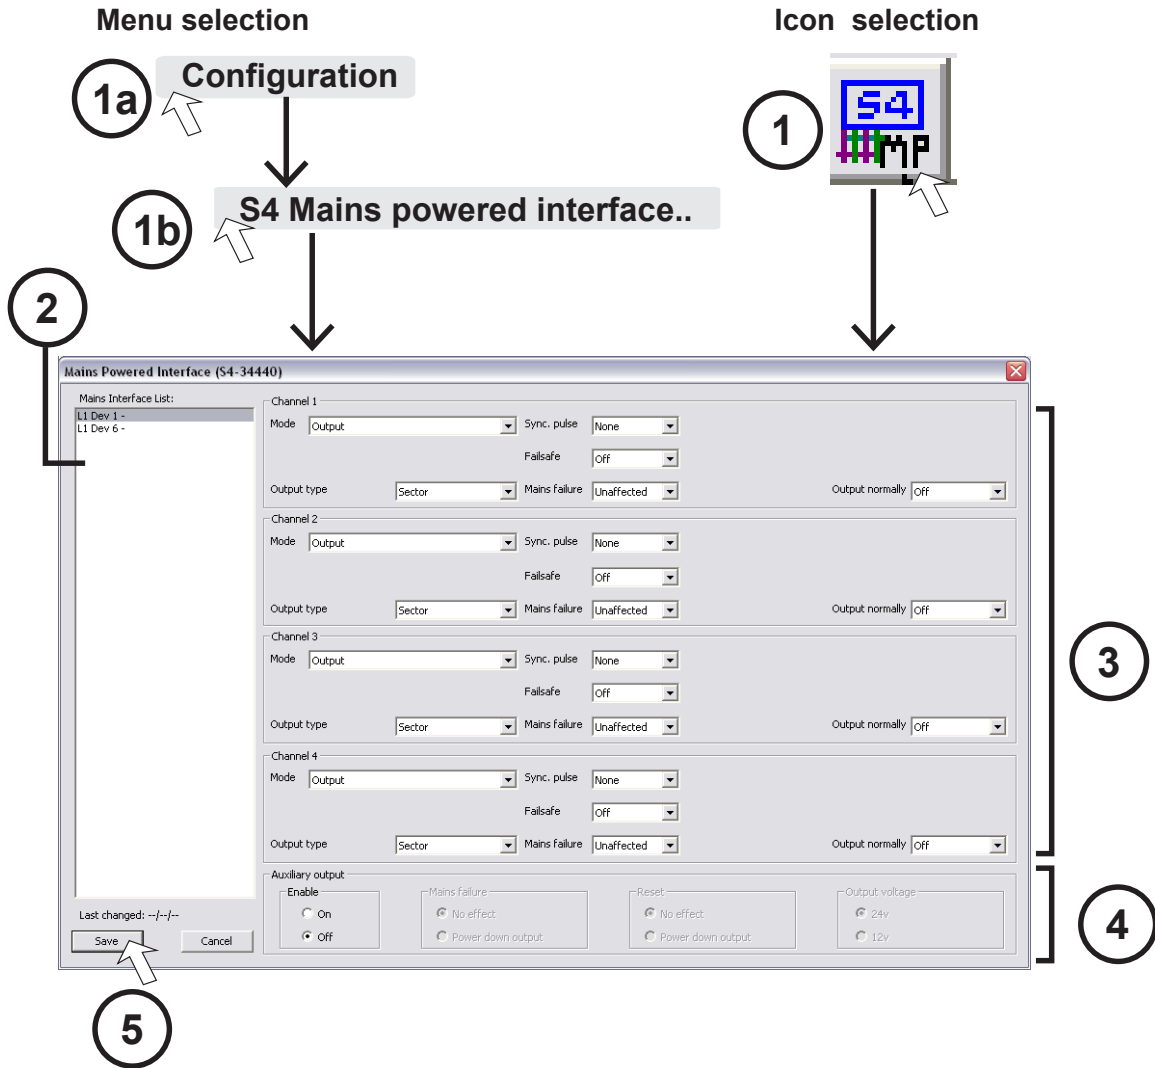 Menu selection
Icon selection
1a
Configuration
1
S4
MP
1b
S4 Mains powered interface..
2
Mains Powered Interface (S4-34440)
Mains Interface List:
L1 Dev 1 -
L1 Dev 6 -
Channel 1
Mode Output Sync. pulse None
Failsafe Off
Output type Sector Mains failure Unaffected Output normally Off
Channel 2
Mode Output Sync. pulse None
Failsafe Off
Output type Sector Mains failure Unaffected Output normally Off
Channel 3
Mode Output Sync. pulse None
Failsafe Off
Output type Sector Mains failure Unaffected Output normally Off
3
Channel 4
Mode Output Sync. pulse None
Failsafe Off
Output type Sector Mains failure Unaffected Output normally Off
Auxiliary output
Enable Mains failure Reset Output voltage
On No effect No effect 24v
Off Power down output Power down output 12v
4
Last changed: --/--/--
Save Cancel
5